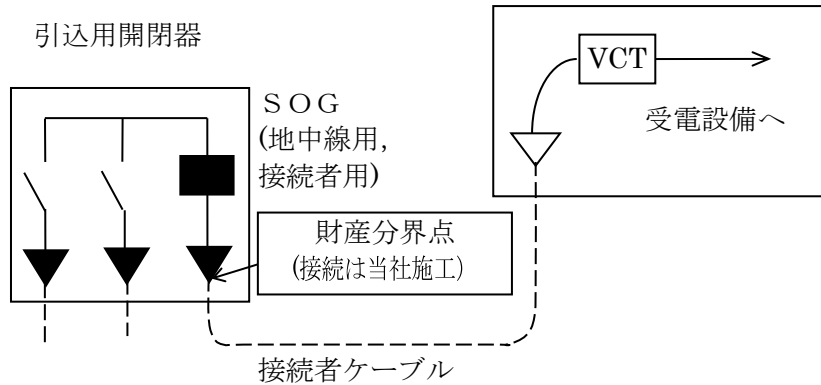 引込用開閉器
ＳＯＧ
(地中線用,
接続者用)
財産分界点
(接続は当社施工)
接続者ケーブル
VCT
受電設備へ